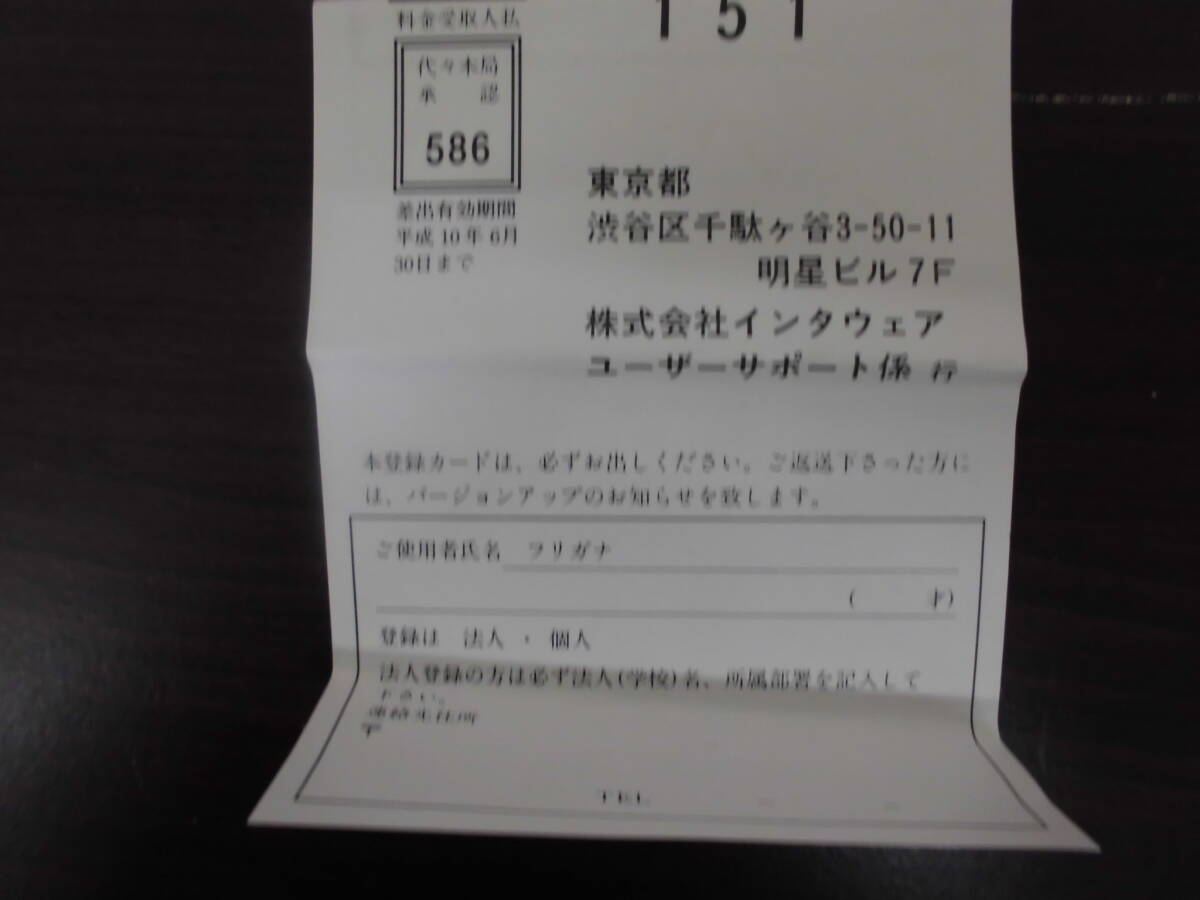 料金受取人払
151
代々木局
承 認
586
差出有効期間
平成10年6月
30日まで
東京都
渋谷区千駄ヶ谷3-50-11
明星ビル7F
株式会社インタウェア
ユーザーサポート係 行
本登録カードは、必ずお出しください。ご返送下さった方に
は、バージョンアップのお知らせを致します。
ご使用者氏名 フリガナ
( 才)
登録は 法人 ・ 個人
法人登録の方は必ず法人(学校)名、所属部署を記入して
下さい。
連絡先住所
〒
TEL － －